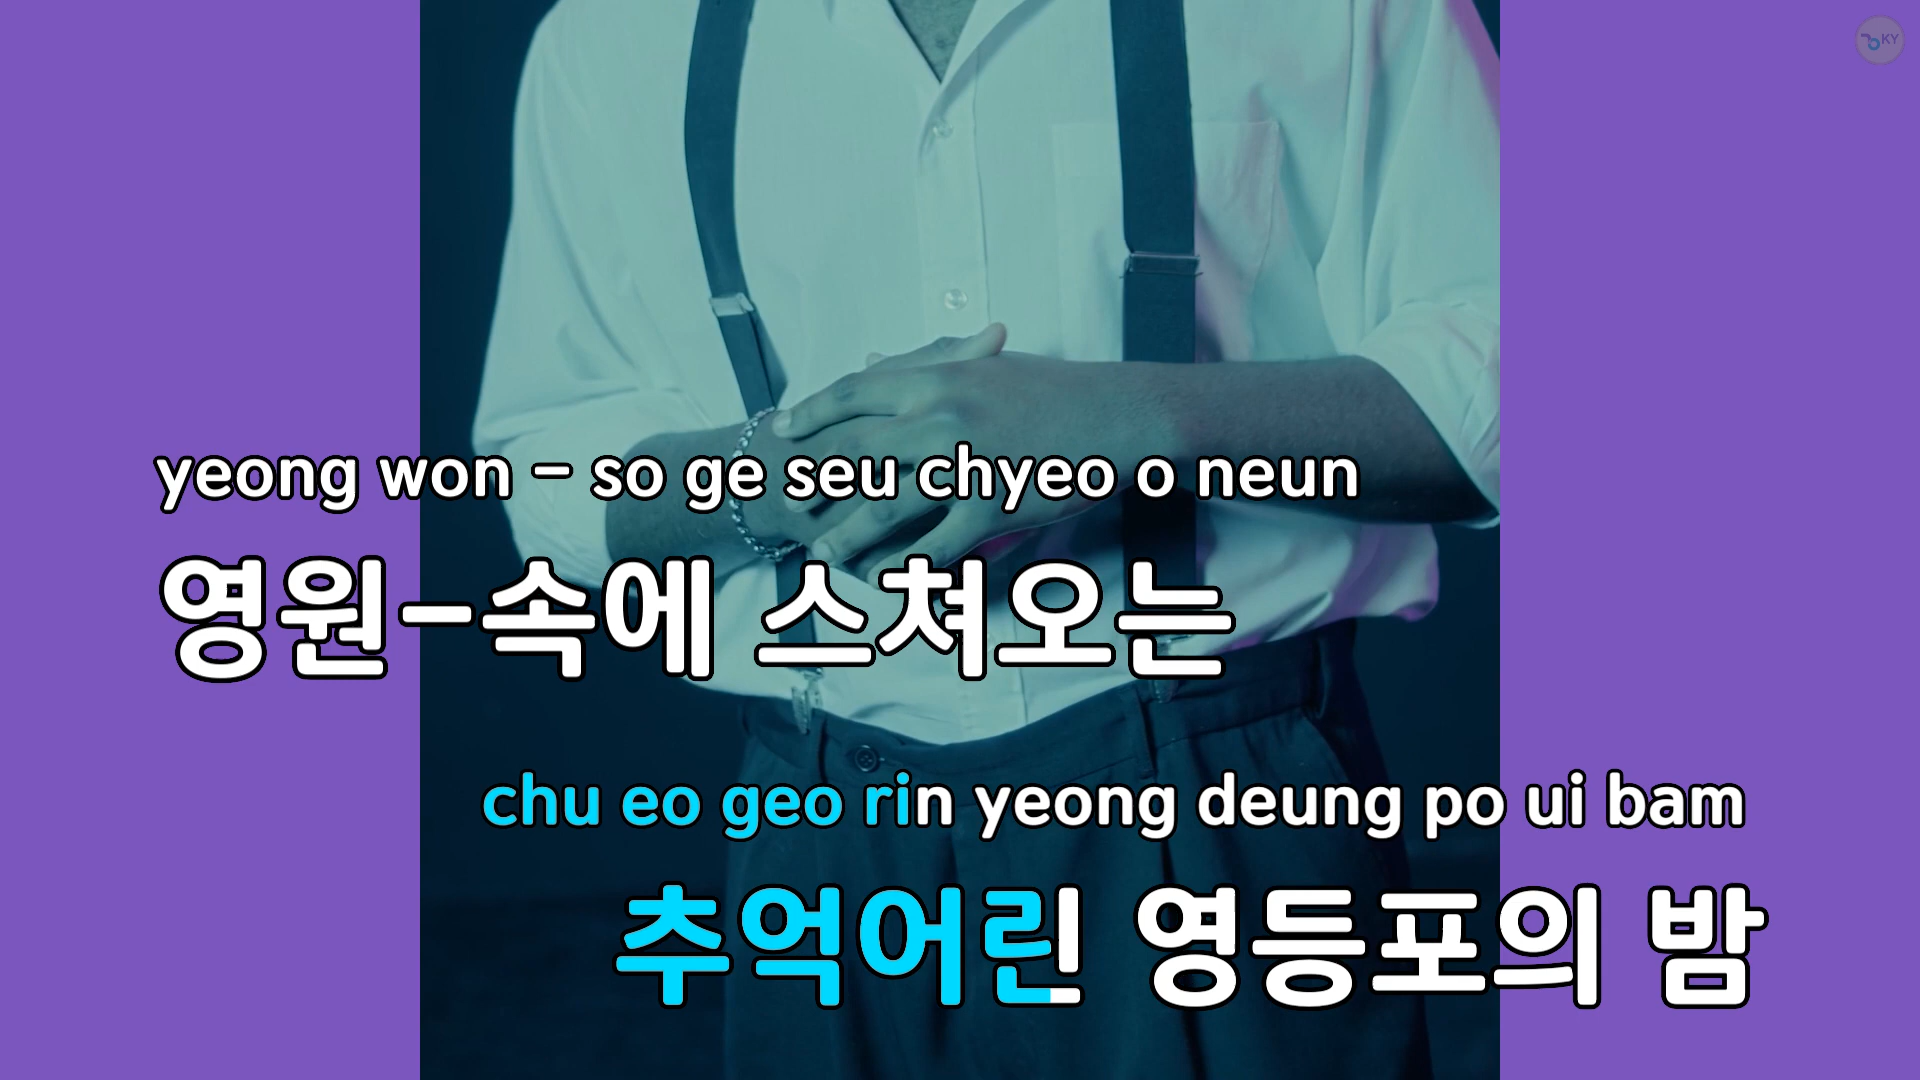 KY
yeong won – so ge seu chyeo o neun
영원–속에 스쳐오는
chu eo geo rin yeong deung po ui bam
추억어린 영등포의 밤